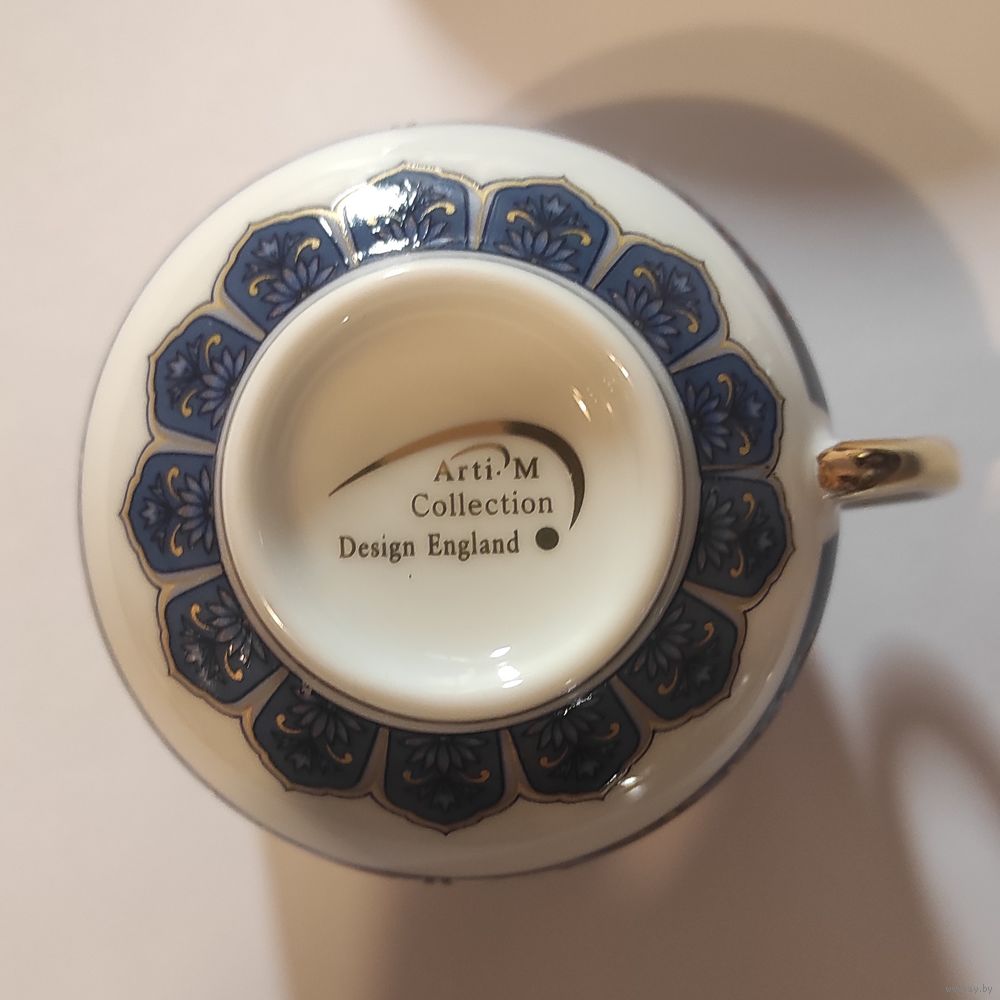 Arti·M
Collection
Design England